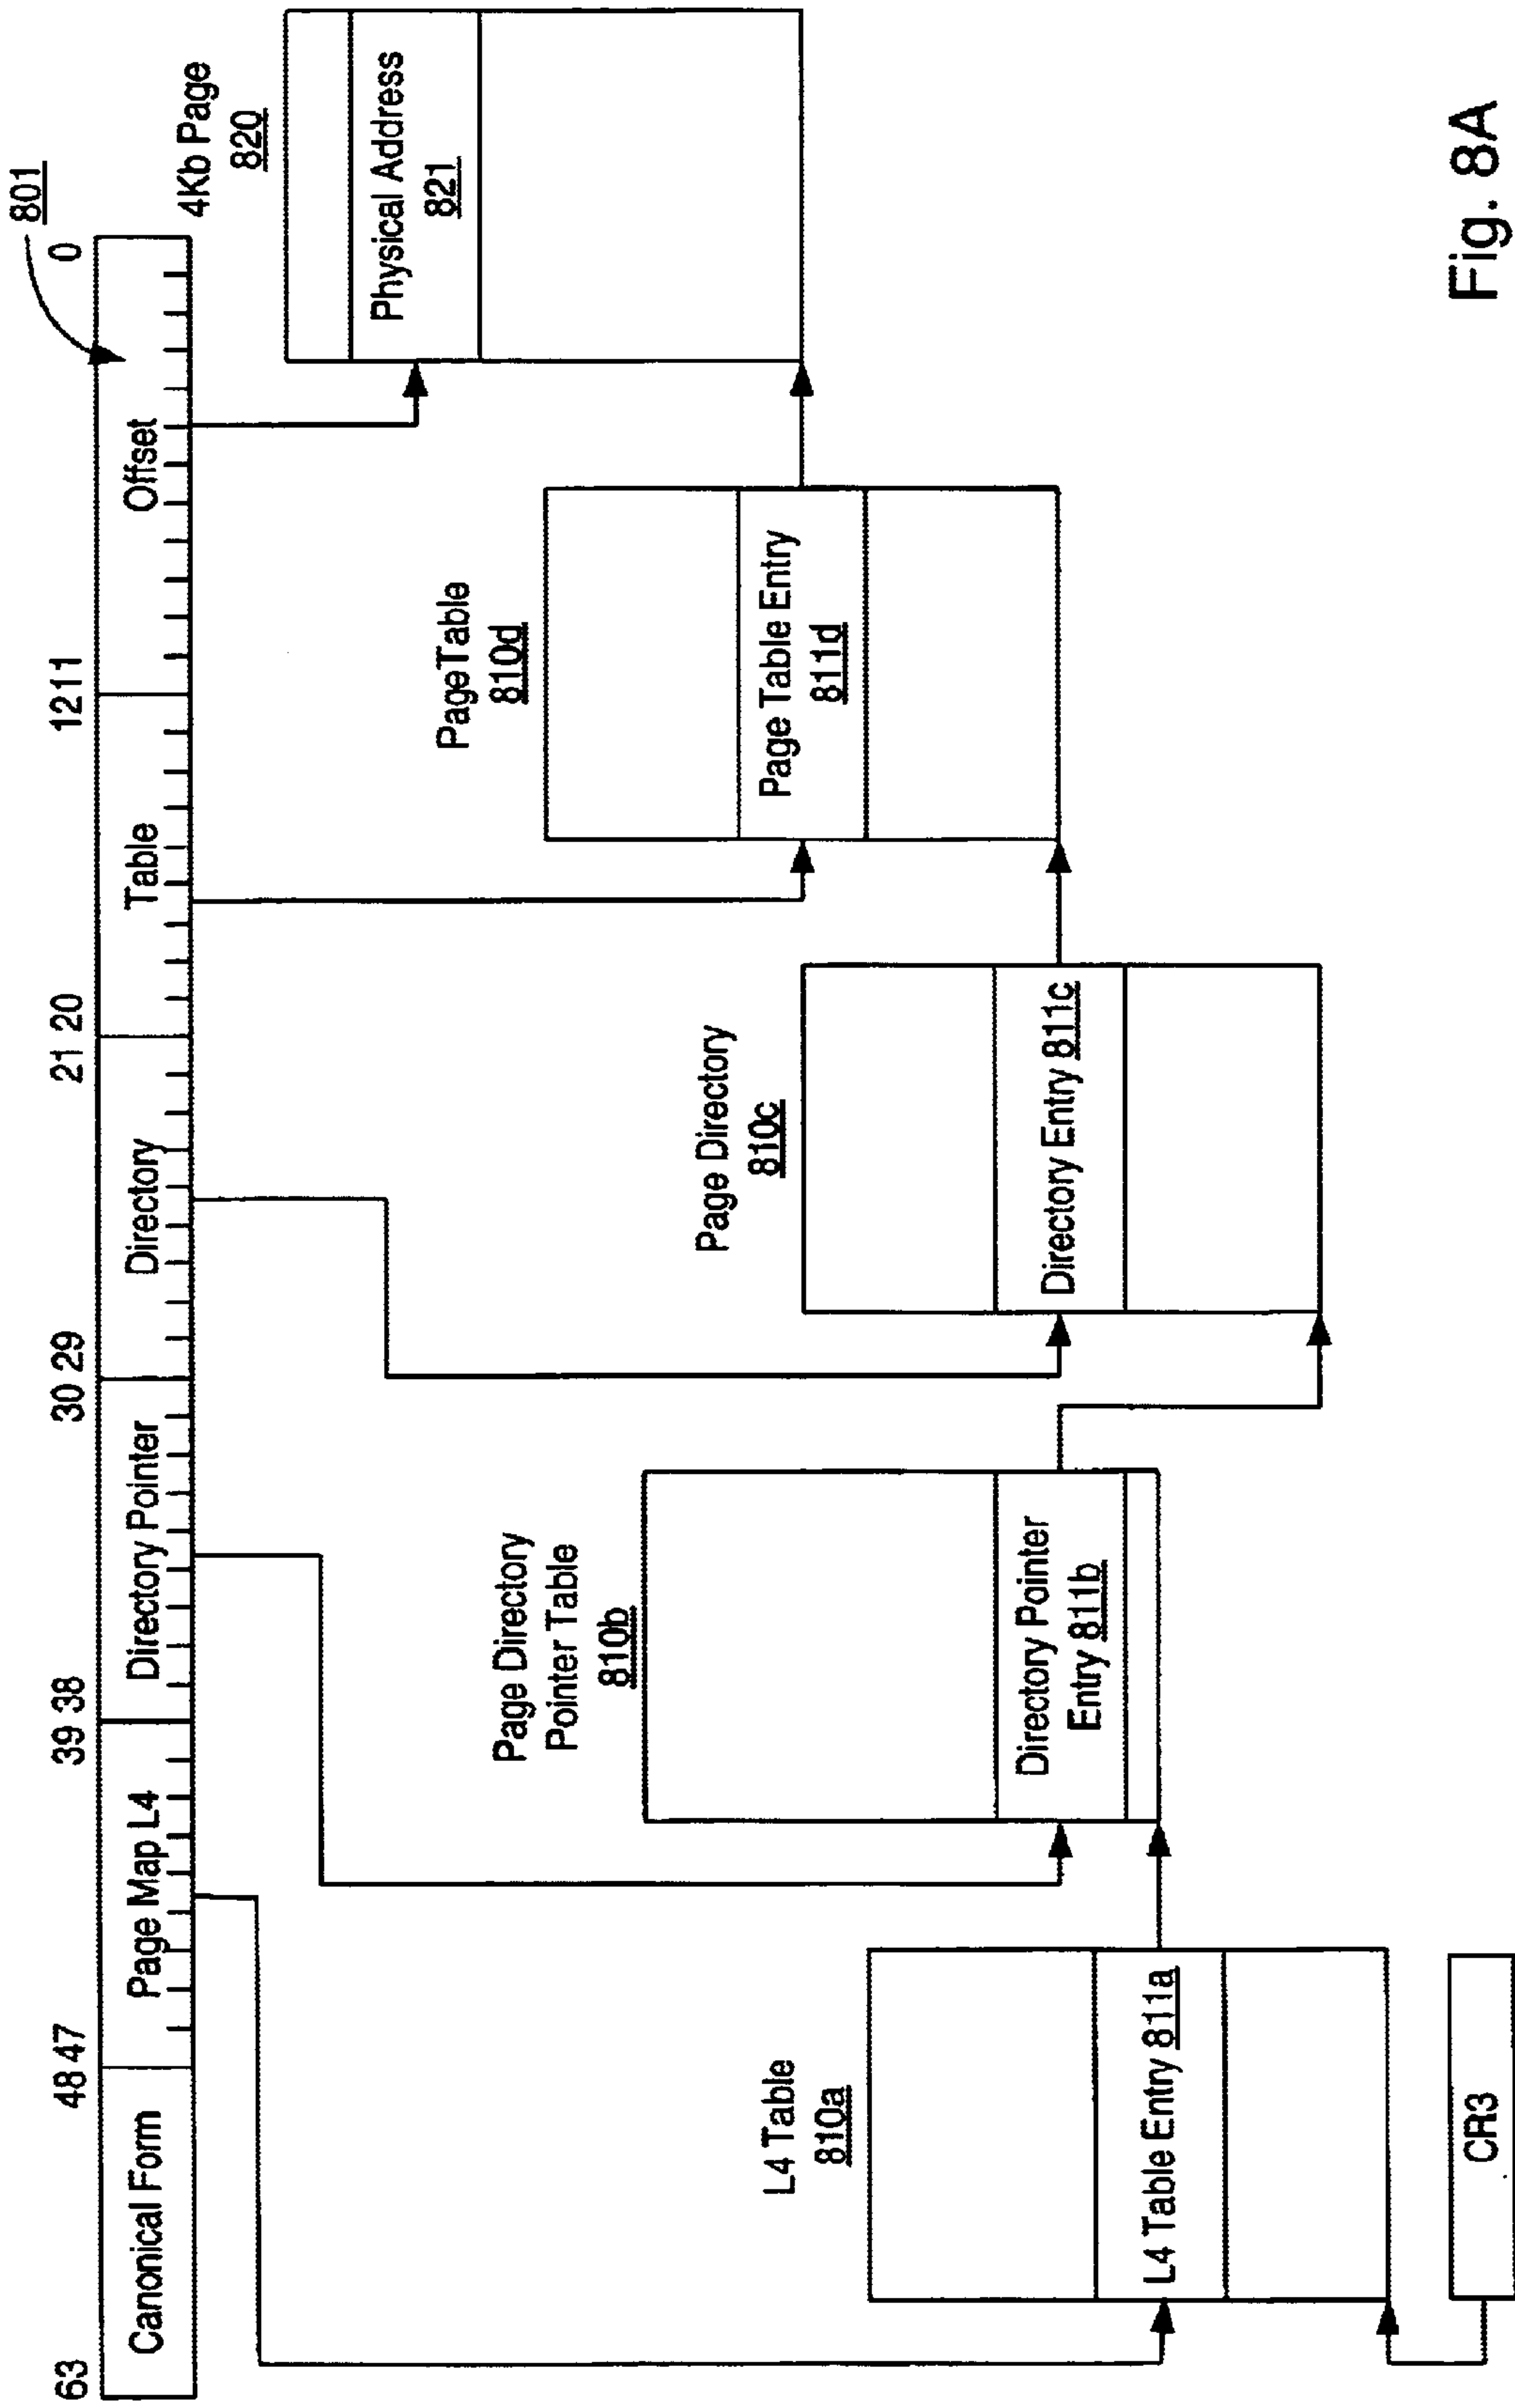 801
63
48 47
39 38
30 29
21 20
12 11
0
Canonical Form
Page Map L4
Directory Pointer
Directory
Table
Offset
4Kb Page
820
Physical Address
821
PageTable
810d
Page Table Entry
811d
Page Directory
810c
Directory Entry 811c
Page Directory
Pointer Table
810b
Directory Pointer
Entry 811b
L4 Table
810a
L4 Table Entry 811a
CR3
Fig. 8A